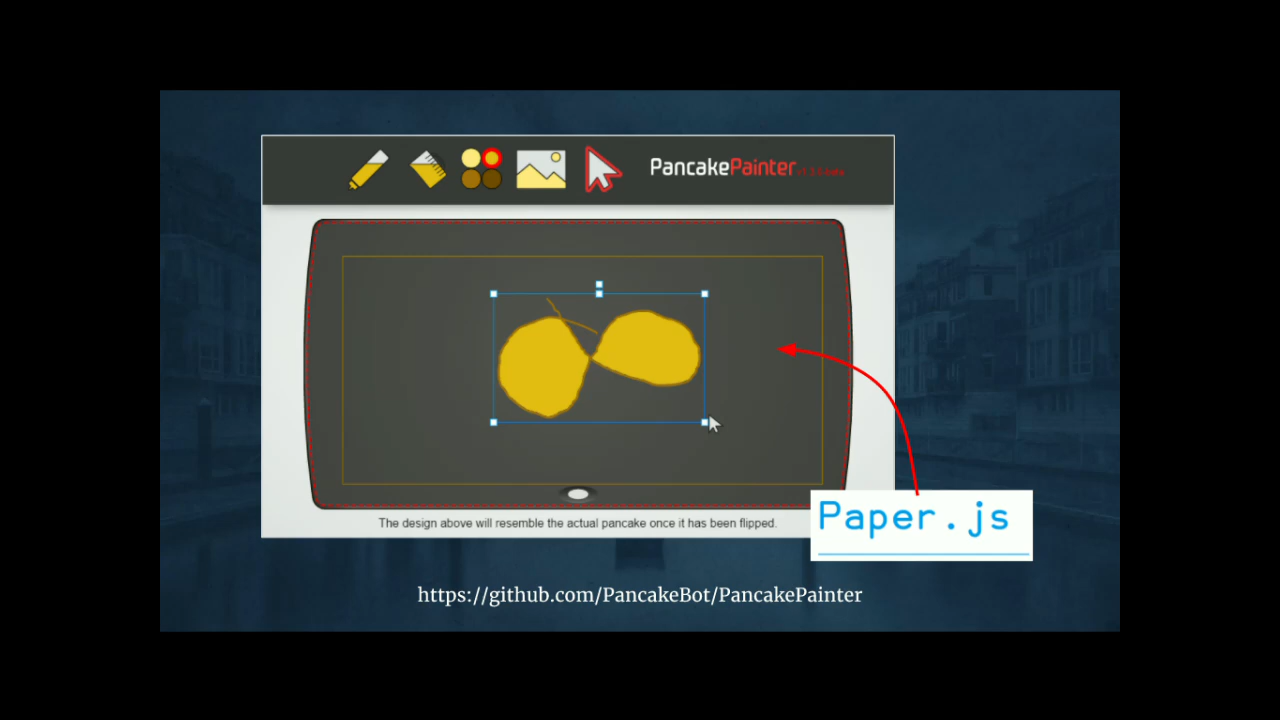 PancakePainter
The design above will resemble the actual pancake once it has been flipped.
Paper.js
https://github.com/PancakeBot/PancakePainter